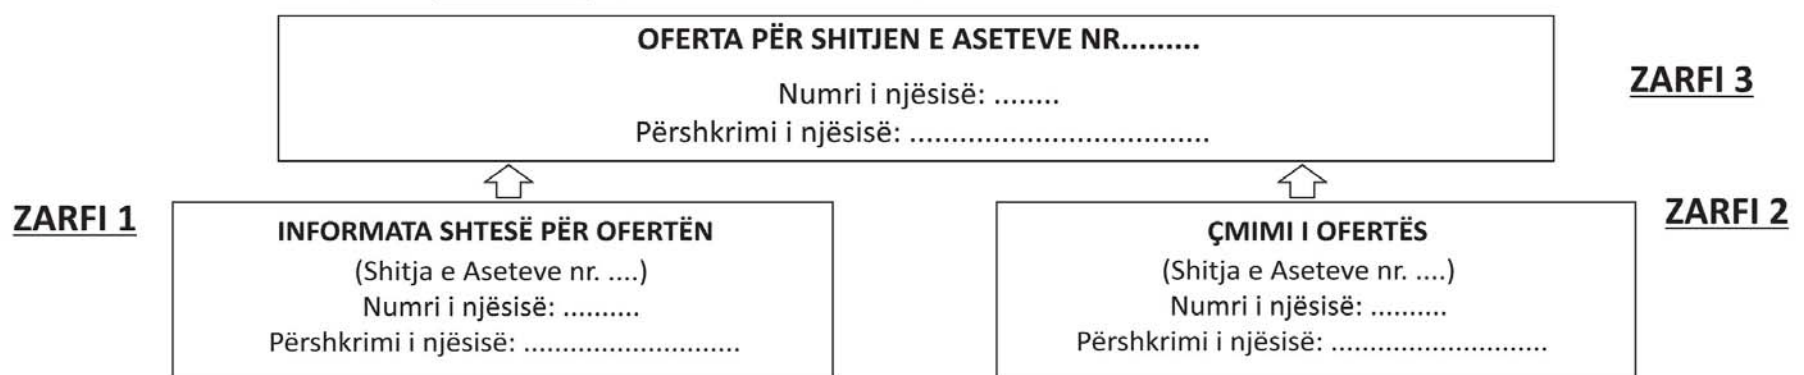 OFERTA PËR SHITJEN E ASETEVE NR.........
Numri i njësisë: ........
Përshkrimi i njësisë: ..................................
ZARFI 3
ZARFI 1
INFORMATA SHTESË PËR OFERTËN
(Shitja e Aseteve nr. ....)
Numri i njësisë: ..........
Përshkrimi i njësisë: ............................
ZARFI 2
ÇMIMI I OFERTËS
(Shitja e Aseteve nr. ....)
Numri i njësisë: ..........
Përshkrimi i njësisë: ............................